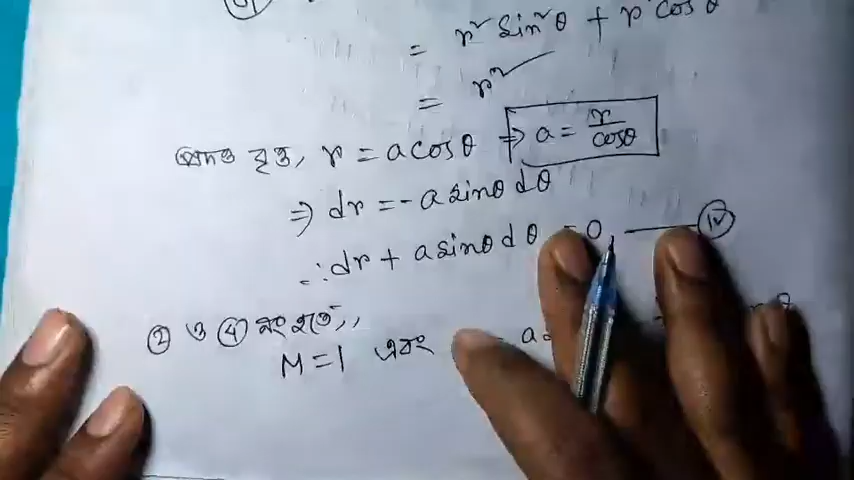 = r² sin²θ + r² cos²θ
= r²
প্রদত্ত বৃত্ত, r = a cosθ ⇒ a = r/cosθ
⇒ dr = - a sinθ dθ
∴ dr + a sinθ dθ = 0 — (iv)
② ও ④ নং হতে,,
M = 1 এবং